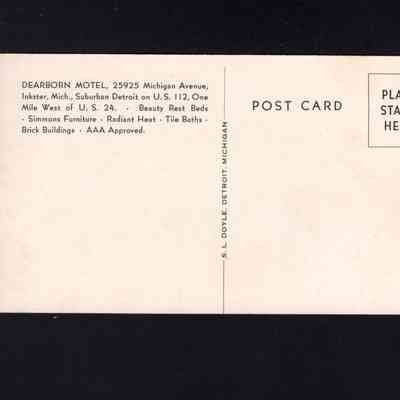 DEARBORN MOTEL, 25925 Michigan Avenue,
Inkster, Mich., Suburban Detroit on U. S. 112, One
Mile West of U. S. 24. · Beauty Rest Beds
· Simmons Furniture · Radiant Heat · Tile Baths ·
Brick Buildings · AAA Approved.
S. L. DOYLE, DETROIT, MICHIGAN
POST CARD
PLA
STA
HE